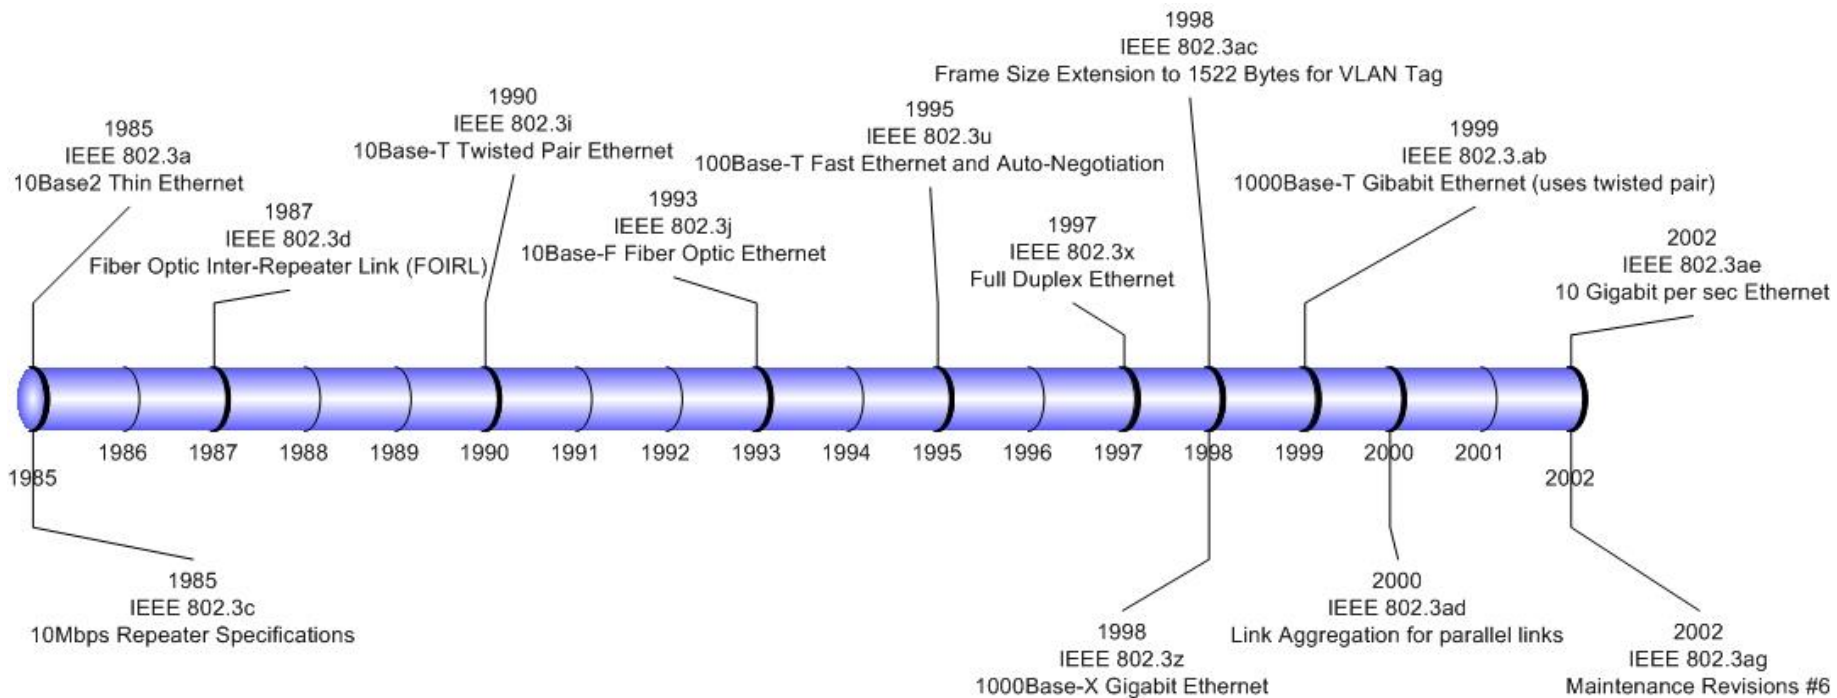 1998
IEEE 802.3ac
Frame Size Extension to 1522 Bytes for VLAN Tag
1990
IEEE 802.3i
10Base-T Twisted Pair Ethernet
1995
IEEE 802.3u
100Base-T Fast Ethernet and Auto-Negotiation
1985
IEEE 802.3a
10Base2 Thin Ethernet
1999
IEEE 802.3.ab
1000Base-T Gibabit Ethernet (uses twisted pair)
1993
IEEE 802.3j
10Base-F Fiber Optic Ethernet
1987
IEEE 802.3d
Fiber Optic Inter-Repeater Link (FOIRL)
1997
IEEE 802.3x
Full Duplex Ethernet
2002
IEEE 802.3ae
10 Gigabit per sec Ethernet
1985 1986 1987 1988 1989 1990 1991 1992 1993 1994 1995 1996 1997 1998 1999 2000 2001 2002
1985
IEEE 802.3c
10Mbps Repeater Specifications
1998
IEEE 802.3z
1000Base-X Gigabit Ethernet
2000
IEEE 802.3ad
Link Aggregation for parallel links
2002
IEEE 802.3ag
Maintenance Revisions #6